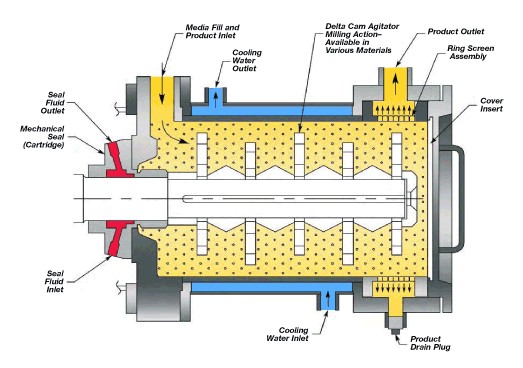 Media Fill and
Product Inlet
Delta Cam Agitator
Milling Action–
Available in
Various Materials
Product Outlet
Cooling
Water
Outlet
Ring Screen
Assembly
Seal
Fluid
Outlet
Cover
Insert
Mechanical
Seal
(Cartridge)
Seal
Fluid
Inlet
Cooling
Water Inlet
Product
Drain Plug